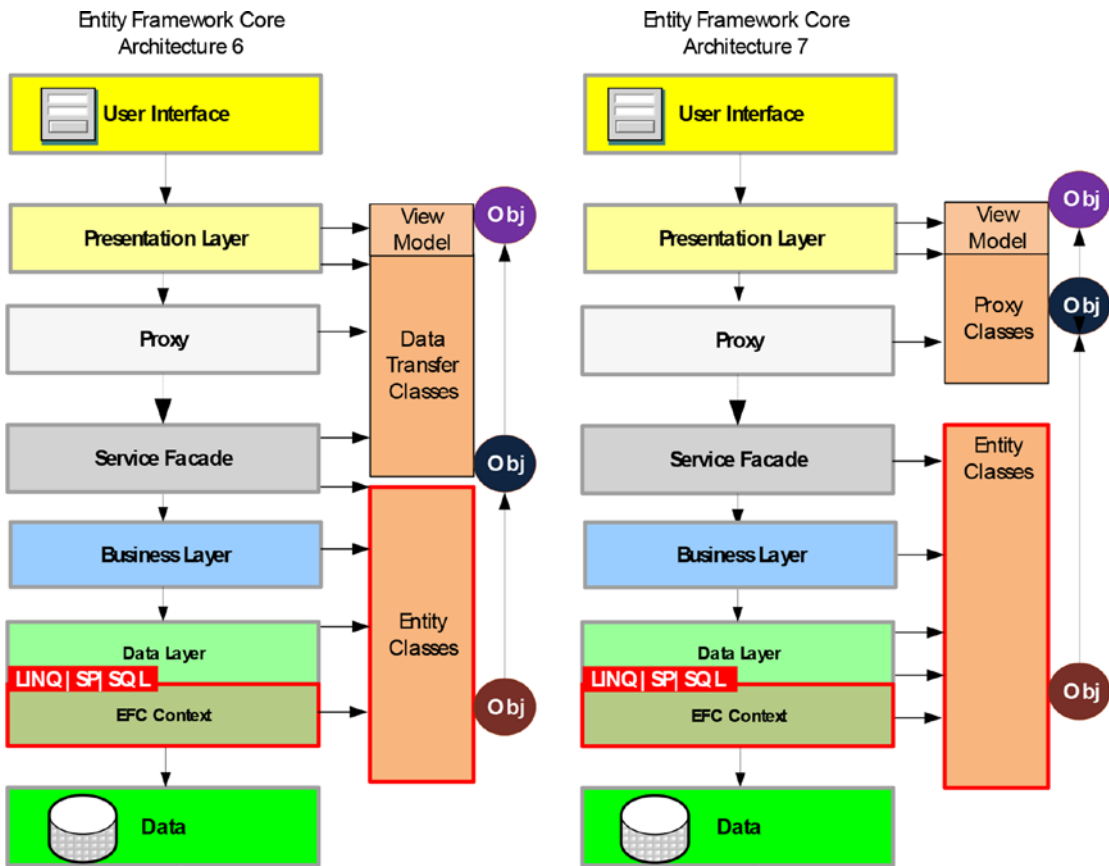 Entity Framework Core
Architecture 6
User Interface
Presentation Layer
View
Model
Obj
Proxy
Data
Transfer
Classes
Service Facade
Obj
Business Layer
Entity
Classes
Data Layer
LINQ| SP| SQL
EFC Context
Obj
Data
Entity Framework Core
Architecture 7
User Interface
Presentation Layer
View
Model
Obj
Proxy
Proxy
Classes
Obj
Service Facade
Entity
Classes
Business Layer
Data Layer
LINQ| SP| SQL
EFC Context
Obj
Data